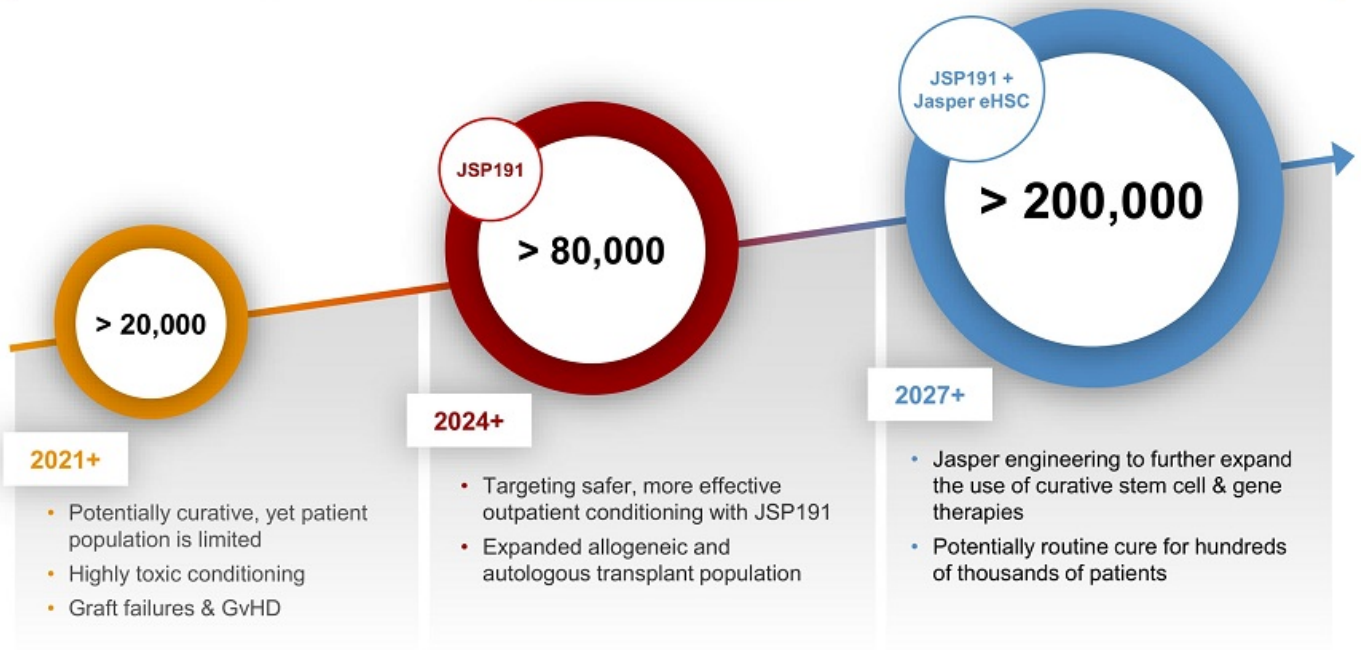 > 20,000
2021+
• Potentially curative, yet patient
population is limited
• Highly toxic conditioning
• Graft failures & GvHD
JSP191
> 80,000
2024+
• Targeting safer, more effective
outpatient conditioning with JSP191
• Expanded allogeneic and
autologous transplant population
JSP191 +
Jasper eHSC
> 200,000
2027+
• Jasper engineering to further expand
the use of curative stem cell & gene
therapies
• Potentially routine cure for hundreds
of thousands of patients